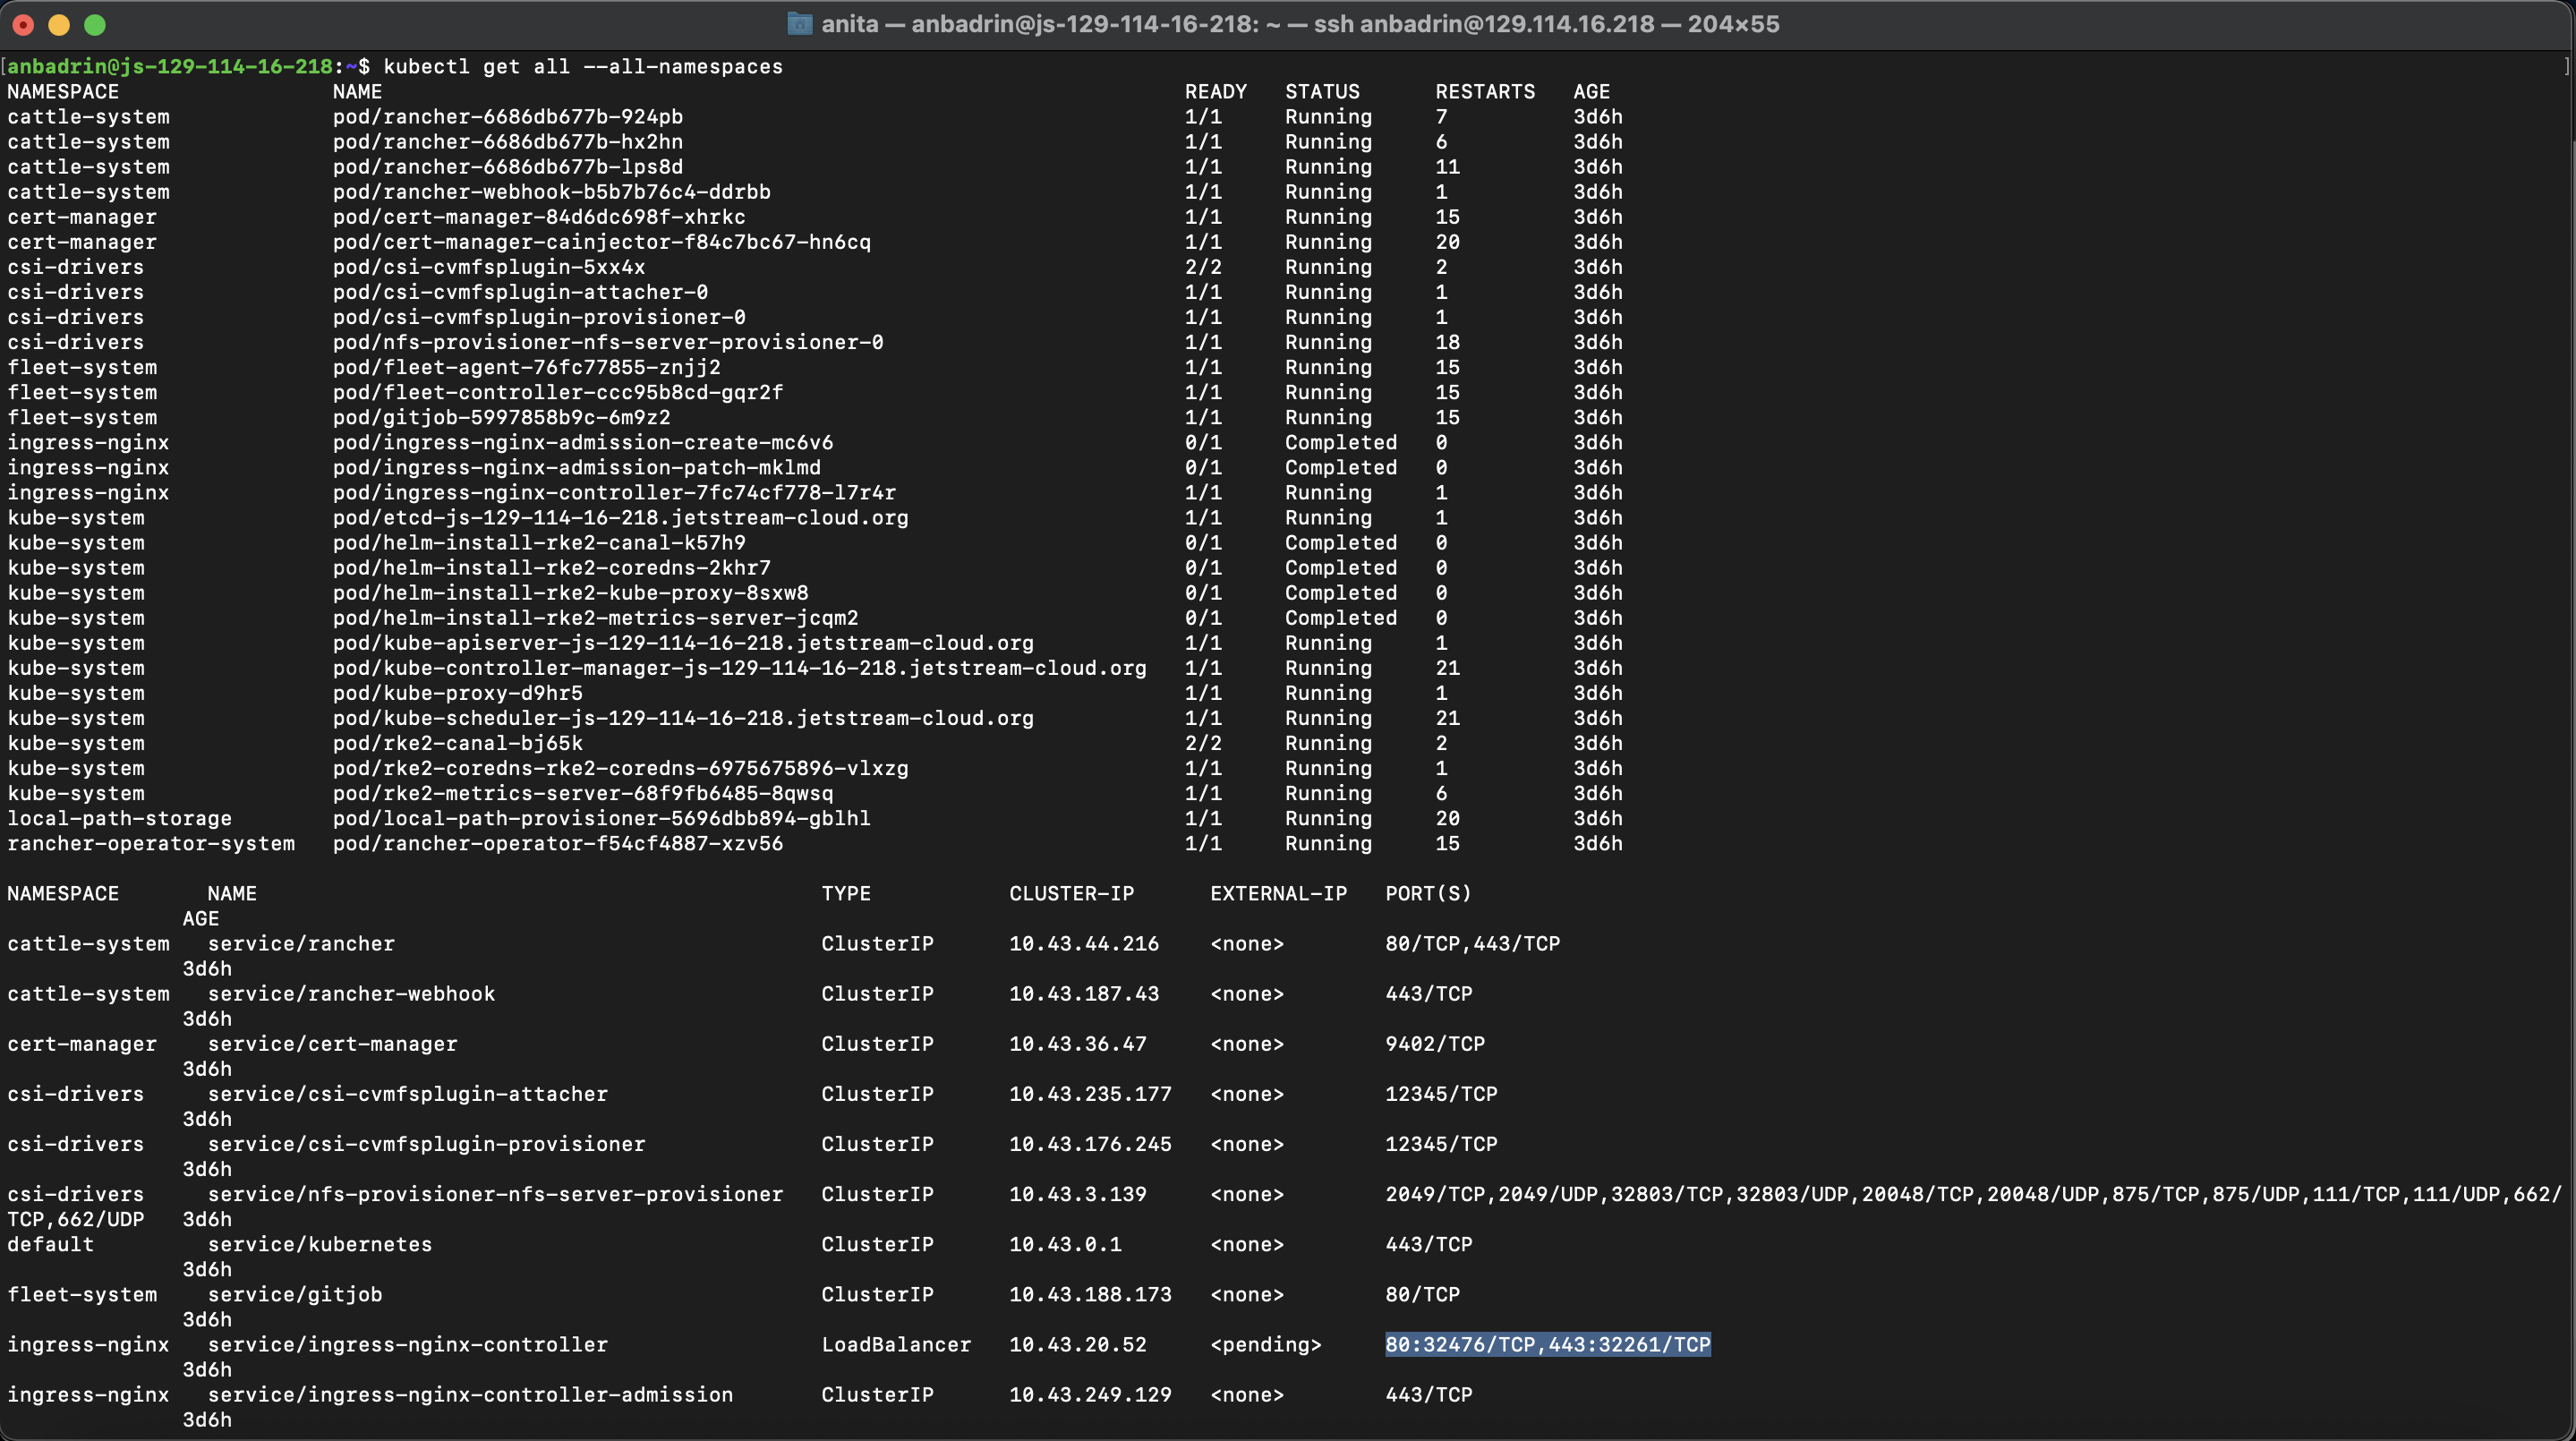 anita — anbadrin@js-129-114-16-218: ~ — ssh anbadrin@129.114.16.218 — 204×55
[anbadrin@js-129-114-16-218:~$ kubectl get all --all-namespaces ]
NAMESPACE NAME READY STATUS RESTARTS AGE
cattle-system pod/rancher-6686db677b-924pb 1/1 Running 7 3d6h
cattle-system pod/rancher-6686db677b-hx2hn 1/1 Running 6 3d6h
cattle-system pod/rancher-6686db677b-lps8d 1/1 Running 11 3d6h
cattle-system pod/rancher-webhook-b5b7b76c4-ddrbb 1/1 Running 1 3d6h
cert-manager pod/cert-manager-84d6dc698f-xhrkc 1/1 Running 15 3d6h
cert-manager pod/cert-manager-cainjector-f84c7bc67-hn6cq 1/1 Running 20 3d6h
csi-drivers pod/csi-cvmfsplugin-5xx4x 2/2 Running 2 3d6h
csi-drivers pod/csi-cvmfsplugin-attacher-0 1/1 Running 1 3d6h
csi-drivers pod/csi-cvmfsplugin-provisioner-0 1/1 Running 1 3d6h
csi-drivers pod/nfs-provisioner-nfs-server-provisioner-0 1/1 Running 18 3d6h
fleet-system pod/fleet-agent-76fc77855-znjj2 1/1 Running 15 3d6h
fleet-system pod/fleet-controller-ccc95b8cd-gqr2f 1/1 Running 15 3d6h
fleet-system pod/gitjob-5997858b9c-6m9z2 1/1 Running 15 3d6h
ingress-nginx pod/ingress-nginx-admission-create-mc6v6 0/1 Completed 0 3d6h
ingress-nginx pod/ingress-nginx-admission-patch-mklmd 0/1 Completed 0 3d6h
ingress-nginx pod/ingress-nginx-controller-7fc74cf778-l7r4r 1/1 Running 1 3d6h
kube-system pod/etcd-js-129-114-16-218.jetstream-cloud.org 1/1 Running 1 3d6h
kube-system pod/helm-install-rke2-canal-k57h9 0/1 Completed 0 3d6h
kube-system pod/helm-install-rke2-coredns-2khr7 0/1 Completed 0 3d6h
kube-system pod/helm-install-rke2-kube-proxy-8sxw8 0/1 Completed 0 3d6h
kube-system pod/helm-install-rke2-metrics-server-jcqm2 0/1 Completed 0 3d6h
kube-system pod/kube-apiserver-js-129-114-16-218.jetstream-cloud.org 1/1 Running 1 3d6h
kube-system pod/kube-controller-manager-js-129-114-16-218.jetstream-cloud.org 1/1 Running 21 3d6h
kube-system pod/kube-proxy-d9hr5 1/1 Running 1 3d6h
kube-system pod/kube-scheduler-js-129-114-16-218.jetstream-cloud.org 1/1 Running 21 3d6h
kube-system pod/rke2-canal-bj65k 2/2 Running 2 3d6h
kube-system pod/rke2-coredns-rke2-coredns-6975675896-vlxzg 1/1 Running 1 3d6h
kube-system pod/rke2-metrics-server-68f9fb6485-8qwsq 1/1 Running 6 3d6h
local-path-storage pod/local-path-provisioner-5696dbb894-gblhl 1/1 Running 20 3d6h
rancher-operator-system pod/rancher-operator-f54cf4887-xzv56 1/1 Running 15 3d6h
NAMESPACE NAME TYPE CLUSTER-IP EXTERNAL-IP PORT(S)
AGE
cattle-system service/rancher ClusterIP 10.43.44.216 <none> 80/TCP,443/TCP
3d6h
cattle-system service/rancher-webhook ClusterIP 10.43.187.43 <none> 443/TCP
3d6h
cert-manager service/cert-manager ClusterIP 10.43.36.47 <none> 9402/TCP
3d6h
csi-drivers service/csi-cvmfsplugin-attacher ClusterIP 10.43.235.177 <none> 12345/TCP
3d6h
csi-drivers service/csi-cvmfsplugin-provisioner ClusterIP 10.43.176.245 <none> 12345/TCP
3d6h
csi-drivers service/nfs-provisioner-nfs-server-provisioner ClusterIP 10.43.3.139 <none> 2049/TCP,2049/UDP,32803/TCP,32803/UDP,20048/TCP,20048/UDP,875/TCP,875/UDP,111/TCP,111/UDP,662/
TCP,662/UDP 3d6h
default service/kubernetes ClusterIP 10.43.0.1 <none> 443/TCP
3d6h
fleet-system service/gitjob ClusterIP 10.43.188.173 <none> 80/TCP
3d6h
ingress-nginx service/ingress-nginx-controller LoadBalancer 10.43.20.52 <pending> 80:32476/TCP,443:32261/TCP
3d6h
ingress-nginx service/ingress-nginx-controller-admission ClusterIP 10.43.249.129 <none> 443/TCP
3d6h